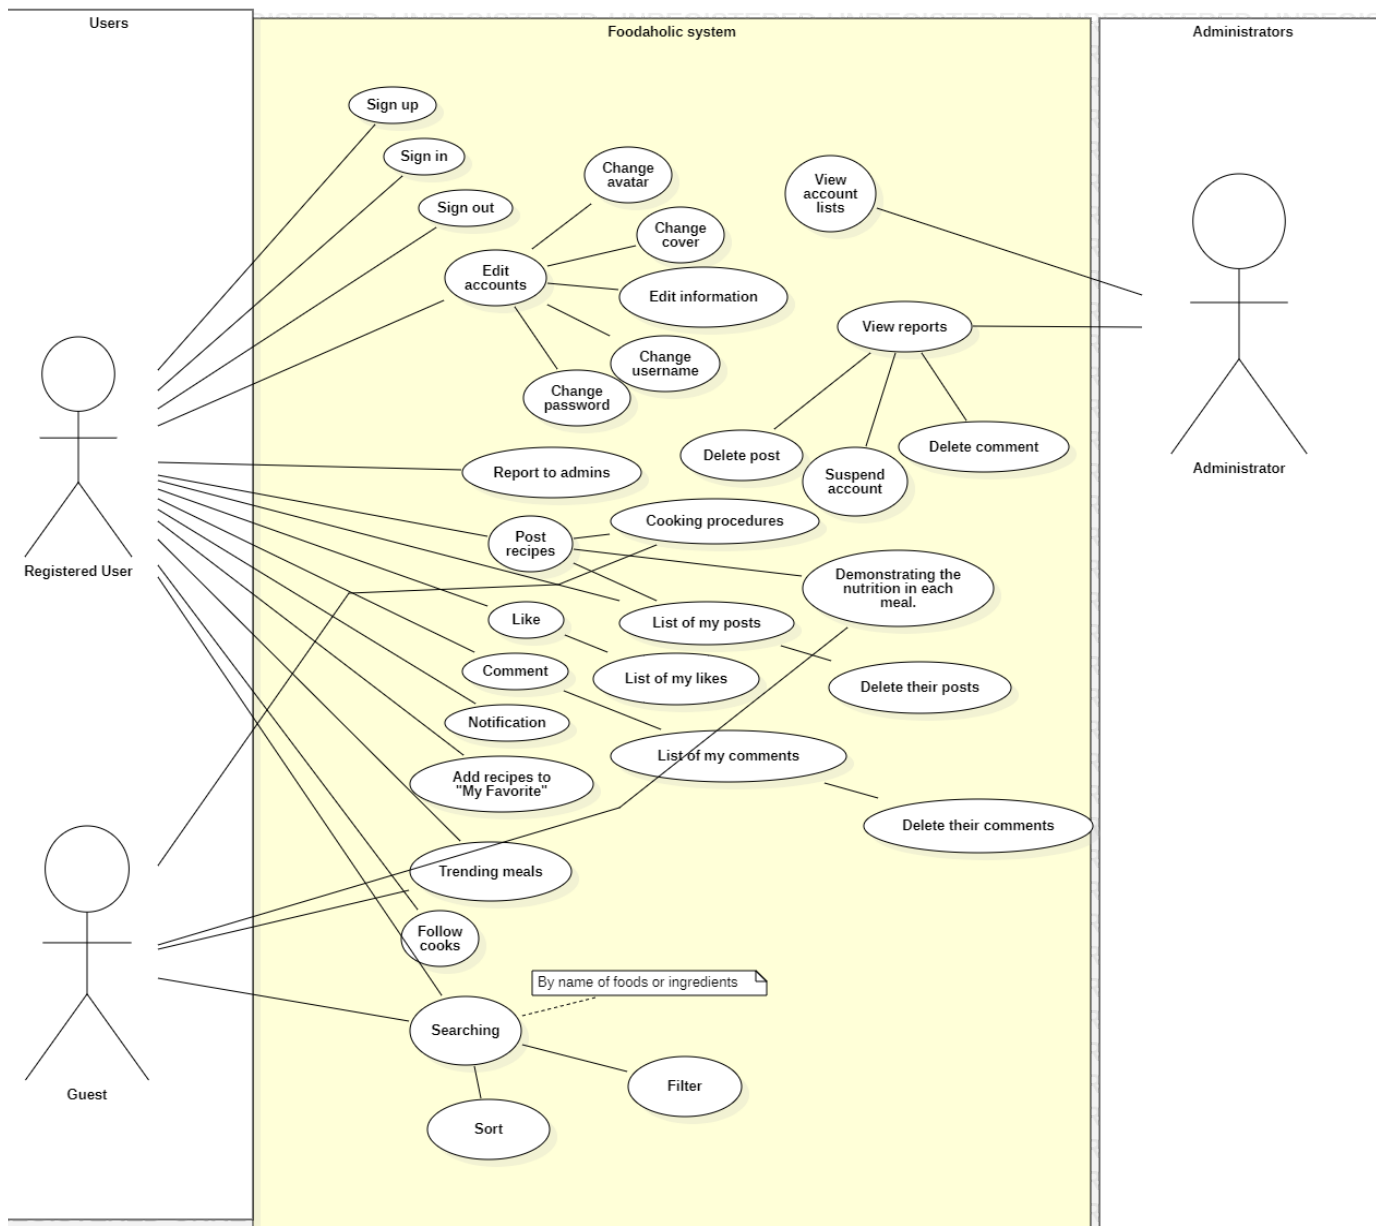 Users
Foodaholic system
Administrators
Sign up
Sign in
Sign out
Change
avatar
View
account
lists
Change
cover
Edit
accounts
Edit information
View reports
Change
username
Change
password
Delete post
Delete comment
Suspend
account
Administrator
Report to admins
Cooking procedures
Post
recipes
Registered User
Demonstrating the
nutrition in each
meal.
Like
List of my posts
Comment
List of my likes
Delete their posts
Notification
List of my comments
Add recipes to
"My Favorite"
Delete their comments
Trending meals
Follow
cooks
By name of foods or ingredients
Searching
Filter
Guest
Sort